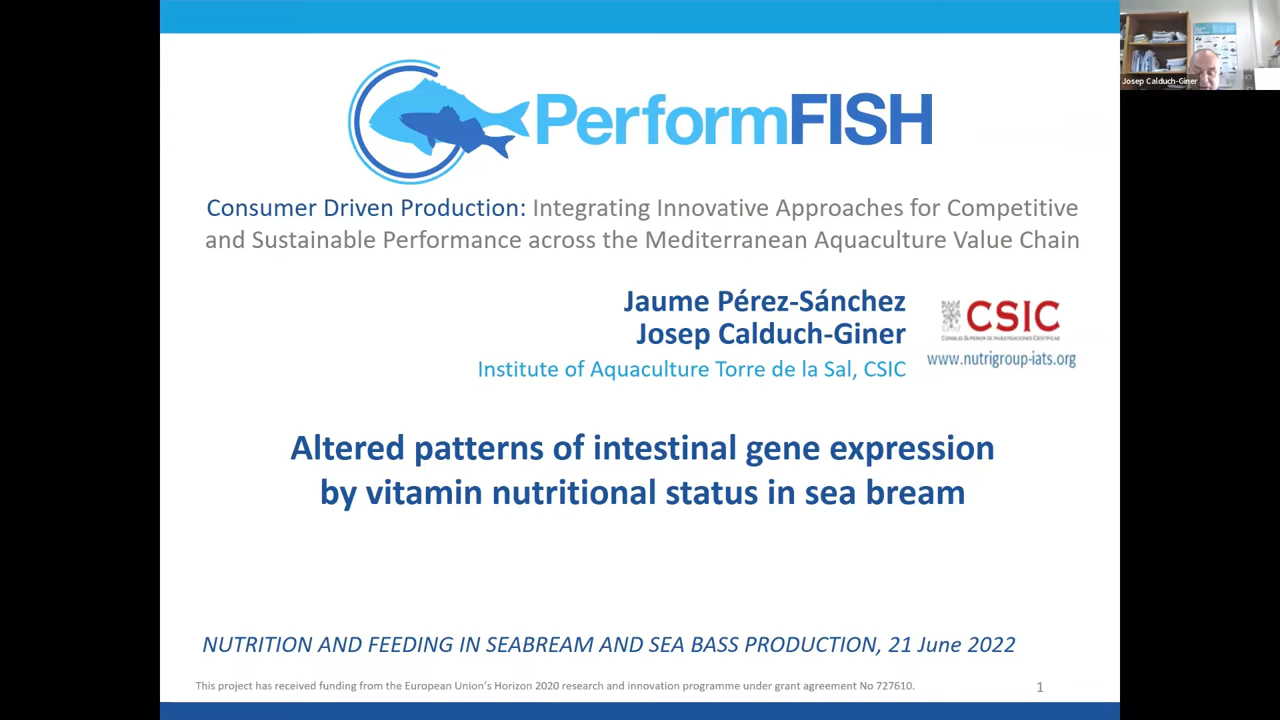 PerformFISH
Consumer Driven Production: Integrating Innovative Approaches for Competitive
and Sustainable Performance across the Mediterranean Aquaculture Value Chain
Jaume Pérez-Sánchez
Josep Calduch-Giner
Institute of Aquaculture Torre de la Sal, CSIC
CSIC
CONSEJO SUPERIOR DE INVESTIGACIONES CIENTÍFICAS
www.nutrigroup-iats.org
Altered patterns of intestinal gene expression
by vitamin nutritional status in sea bream
NUTRITION AND FEEDING IN SEABREAM AND SEA BASS PRODUCTION, 21 June 2022
This project has received funding from the European Union's Horizon 2020 research and innovation programme under grant agreement No 727610.
1
Josep Calduch-Giner